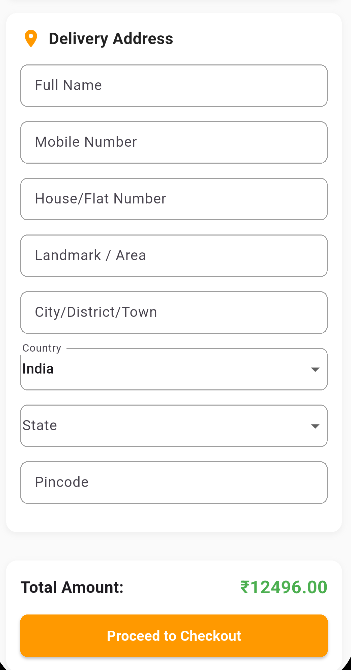 Delivery Address
Full Name
Mobile Number
House/Flat Number
Landmark / Area
City/District/Town
Country
India
State
Pincode
Total Amount: ₹12496.00
Proceed to Checkout